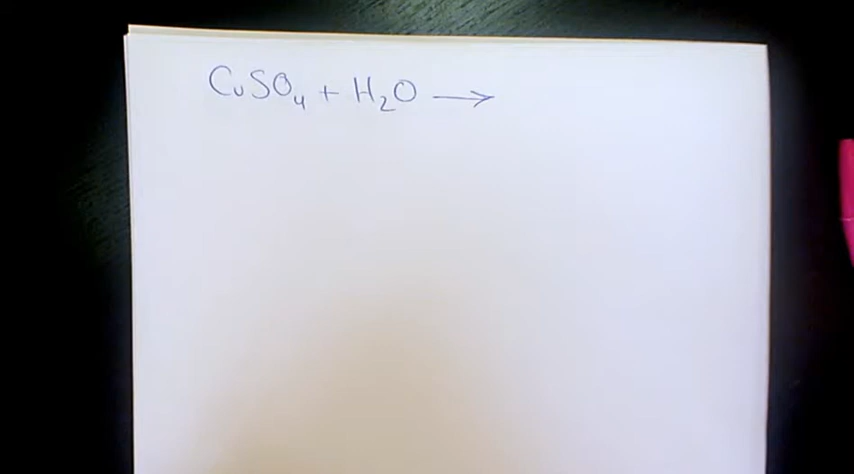 CuSO₄ + H₂O ⟶